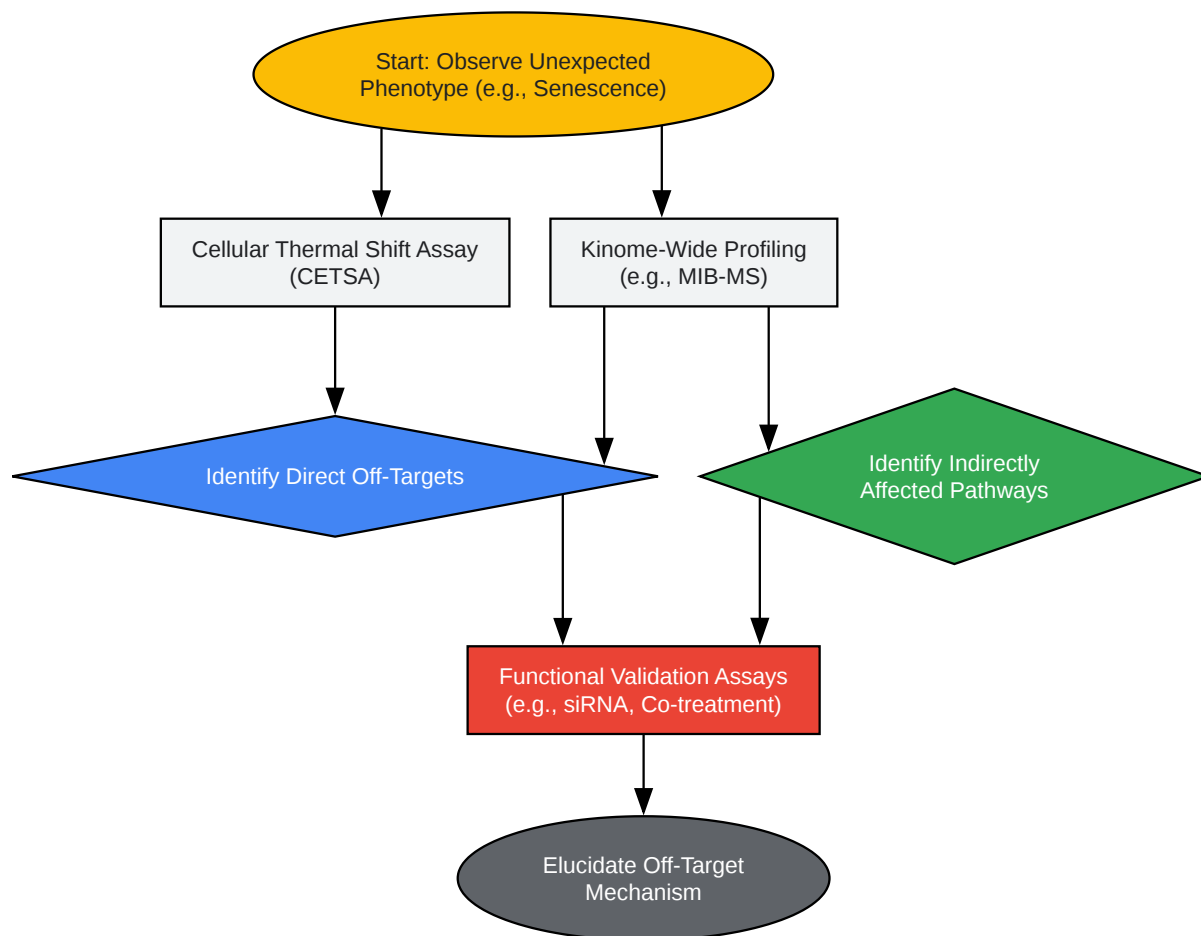 Start: Observe Unexpected
Phenotype (e.g., Senescence)
Cellular Thermal Shift Assay
(CETSA)
Kinome-Wide Profiling
(e.g., MIB-MS)
Identify Direct Off-Targets
Identify Indirectly
Affected Pathways
Functional Validation Assays
(e.g., siRNA, Co-treatment)
Elucidate Off-Target
Mechanism